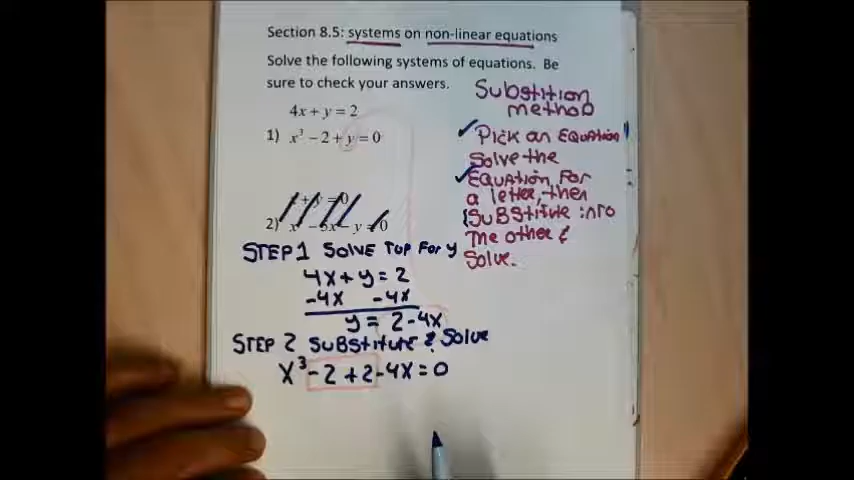 Section 8.5: systems on non-linear equations
Solve the following systems of equations. Be
sure to check your answers.
4x + y = 2
1) x³ − 2 + y = 0
2)
Substition
method
✓ Pick an Equation
Solve the
✓ Equation for
a letter, then
Substitute into
The other &
Solve.
STEP 1 Solve Top For y
4x + y = 2
-4x -4x
y = 2-4x
STEP 2 Substitute & Solve
x³ -2 +2 -4x = 0